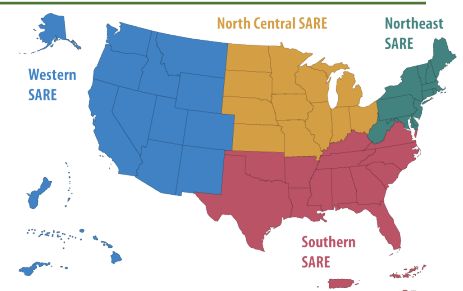 North Central SARE
Northeast
SARE
Western
SARE
Southern
SARE